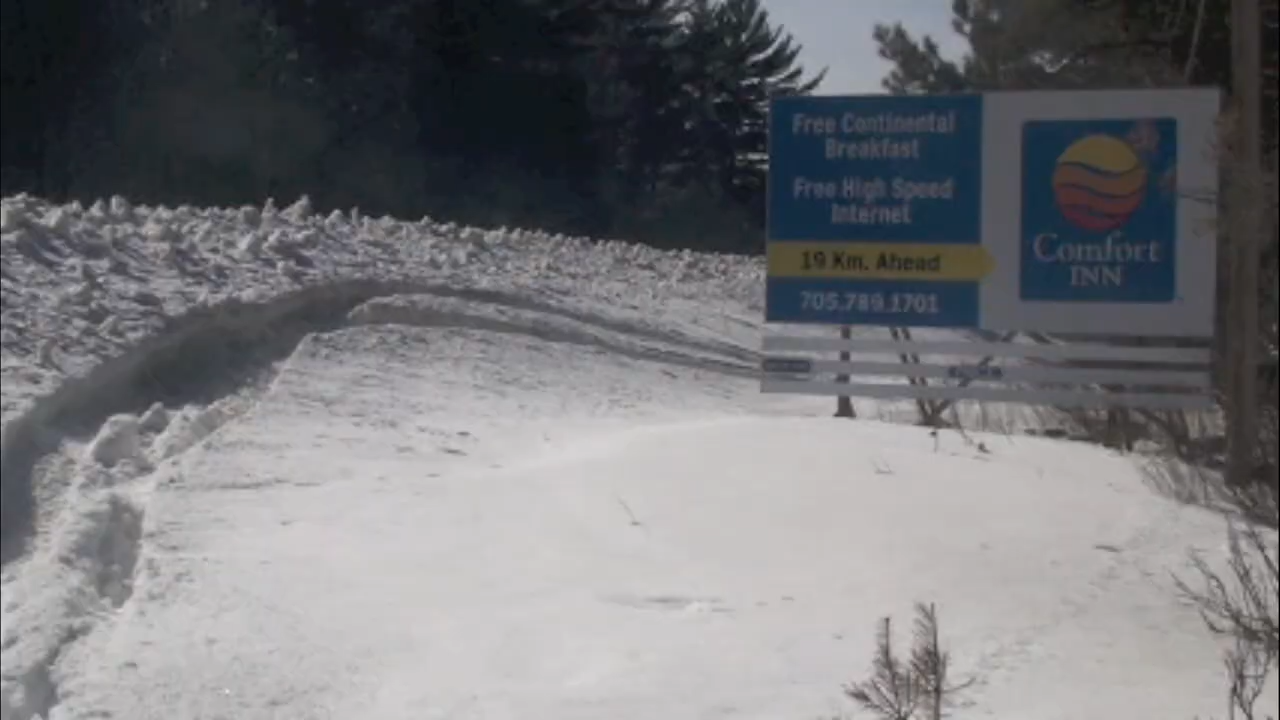 Free Continental
Breakfast
Free High Speed
Internet
19 Km. Ahead
705.789.1701
Comfort
INN